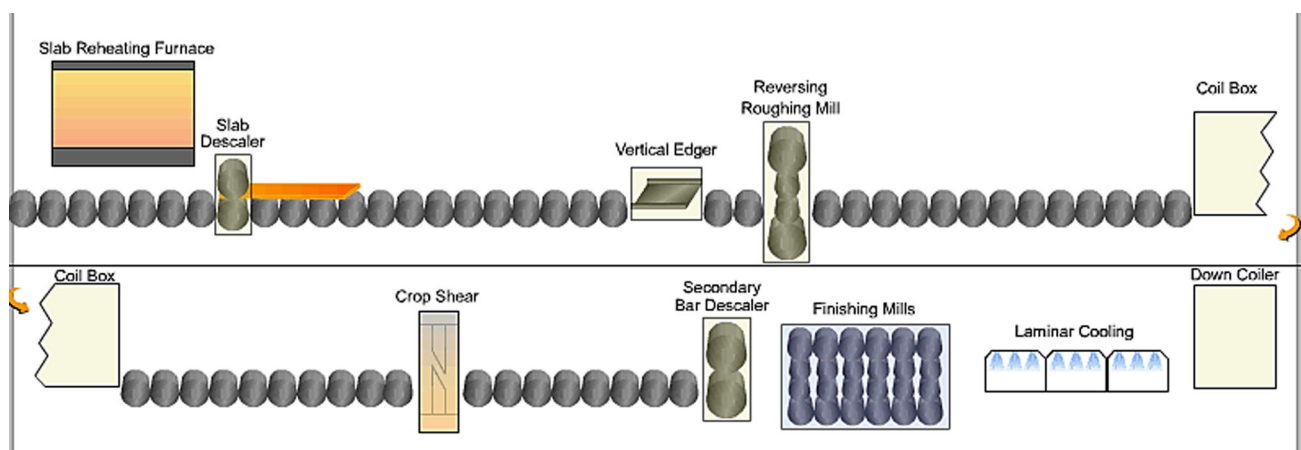 Slab Reheating Furnace
Slab
Descaler
Vertical Edger
Reversing
Roughing Mill
Coil Box
Coil Box
Crop Shear
Secondary
Bar Descaler
Finishing Mills
Laminar Cooling
Down Coiler